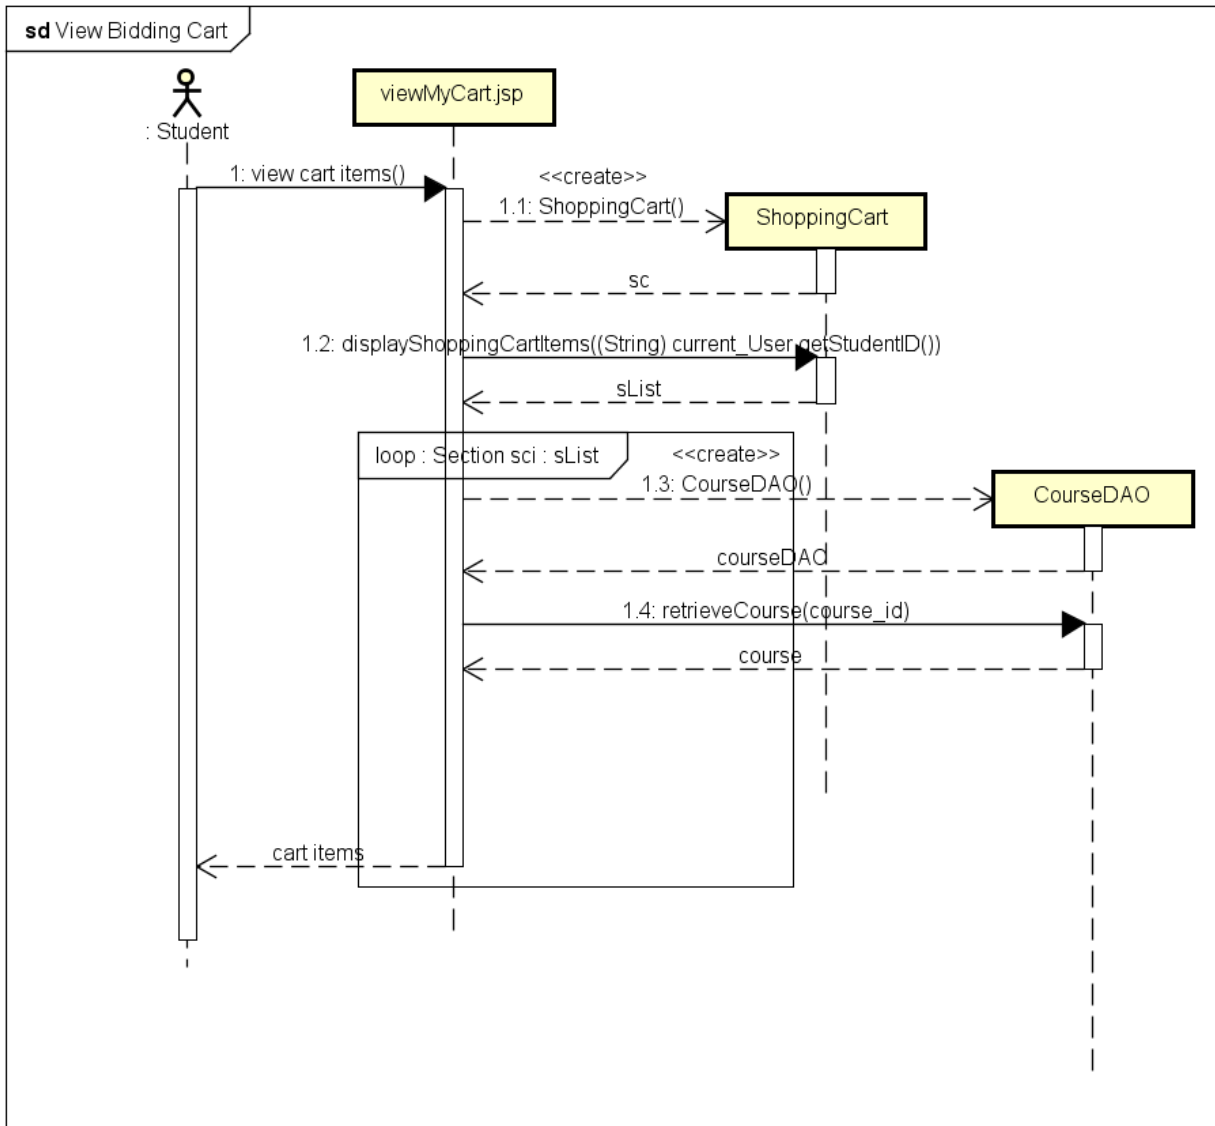 sd View Bidding Cart
: Student
viewMyCart.jsp
1: view cart items()
<<create>>
1.1: ShoppingCart()
ShoppingCart
sc
1.2: displayShoppingCartItems((String) current_User.getStudentID())
sList
loop : Section sci : sList
<<create>>
1.3: CourseDAO()
CourseDAO
courseDAO
1.4: retrieveCourse(course_id)
course
cart items